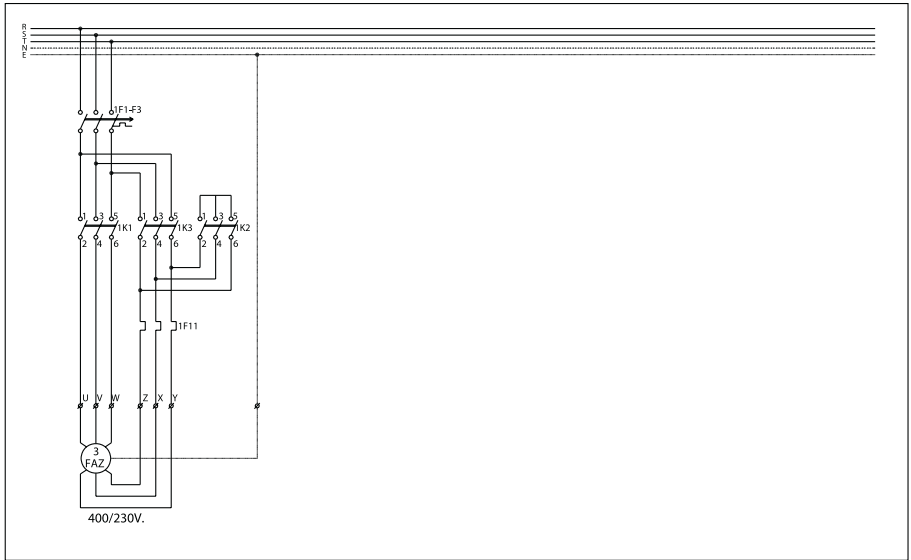 R
S
T
N
E
1F1-F3
1 3 5 1 3 5 1 3 5
1K1 1K3 1K2
2 4 6 2 4 6 2 4 6
1F11
U V W Z X Y
3
FAZ
400/230V.